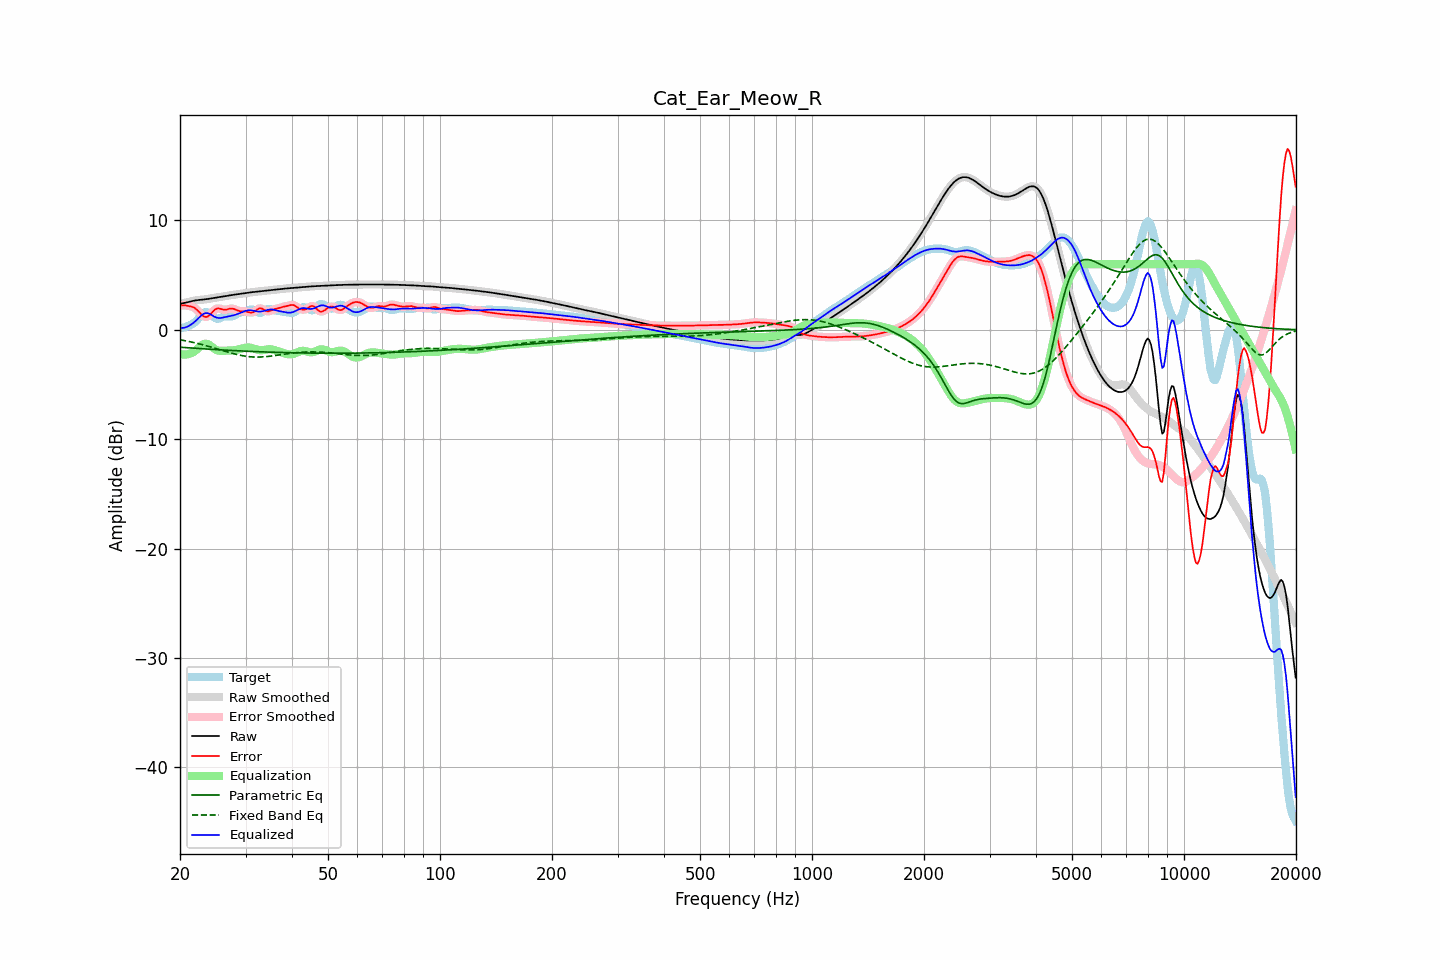 Cat_Ear_Meow_R
Amplitude (dBr)
10
0
−10
−20
−30
−40
Target
Raw Smoothed
Error Smoothed
Raw
Error
Equalization
Parametric Eq
Fixed Band Eq
Equalized
20 50 100 200 500 1000 2000 5000 10000 20000
Frequency (Hz)